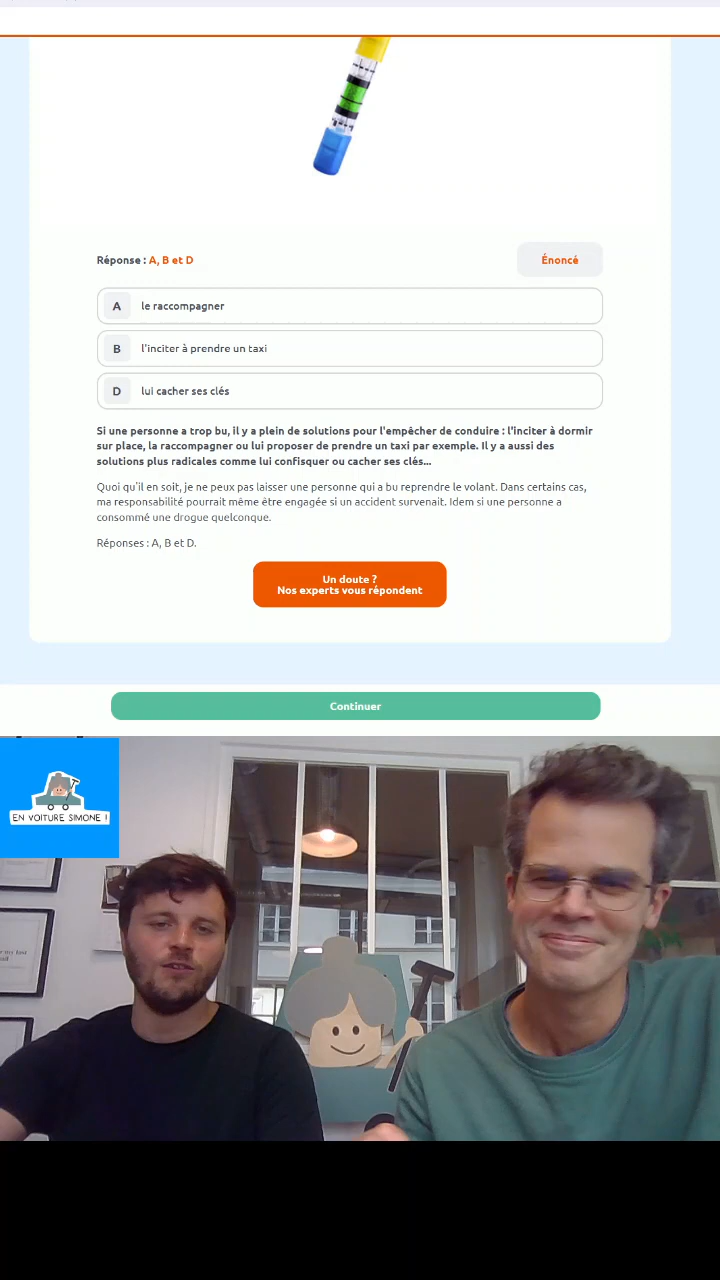 Réponse : A, B et D
Énoncé
A le raccompagner
B l'inciter à prendre un taxi
D lui cacher ses clés
Si une personne a trop bu, il y a plein de solutions pour l'empêcher de conduire : l'inciter à dormir
sur place, la raccompagner ou lui proposer de prendre un taxi par exemple. Il y a aussi des
solutions plus radicales comme lui confisquer ou cacher ses clés...
Quoi qu'il en soit, je ne peux pas laisser une personne qui a bu reprendre le volant. Dans certains cas,
ma responsabilité pourrait même être engagée si un accident survenait. Idem si une personne a
consommé une drogue quelconque.
Réponses : A, B et D.
Un doute ?
Nos experts vous répondent
Continuer
EN VOITURE SIMONE !